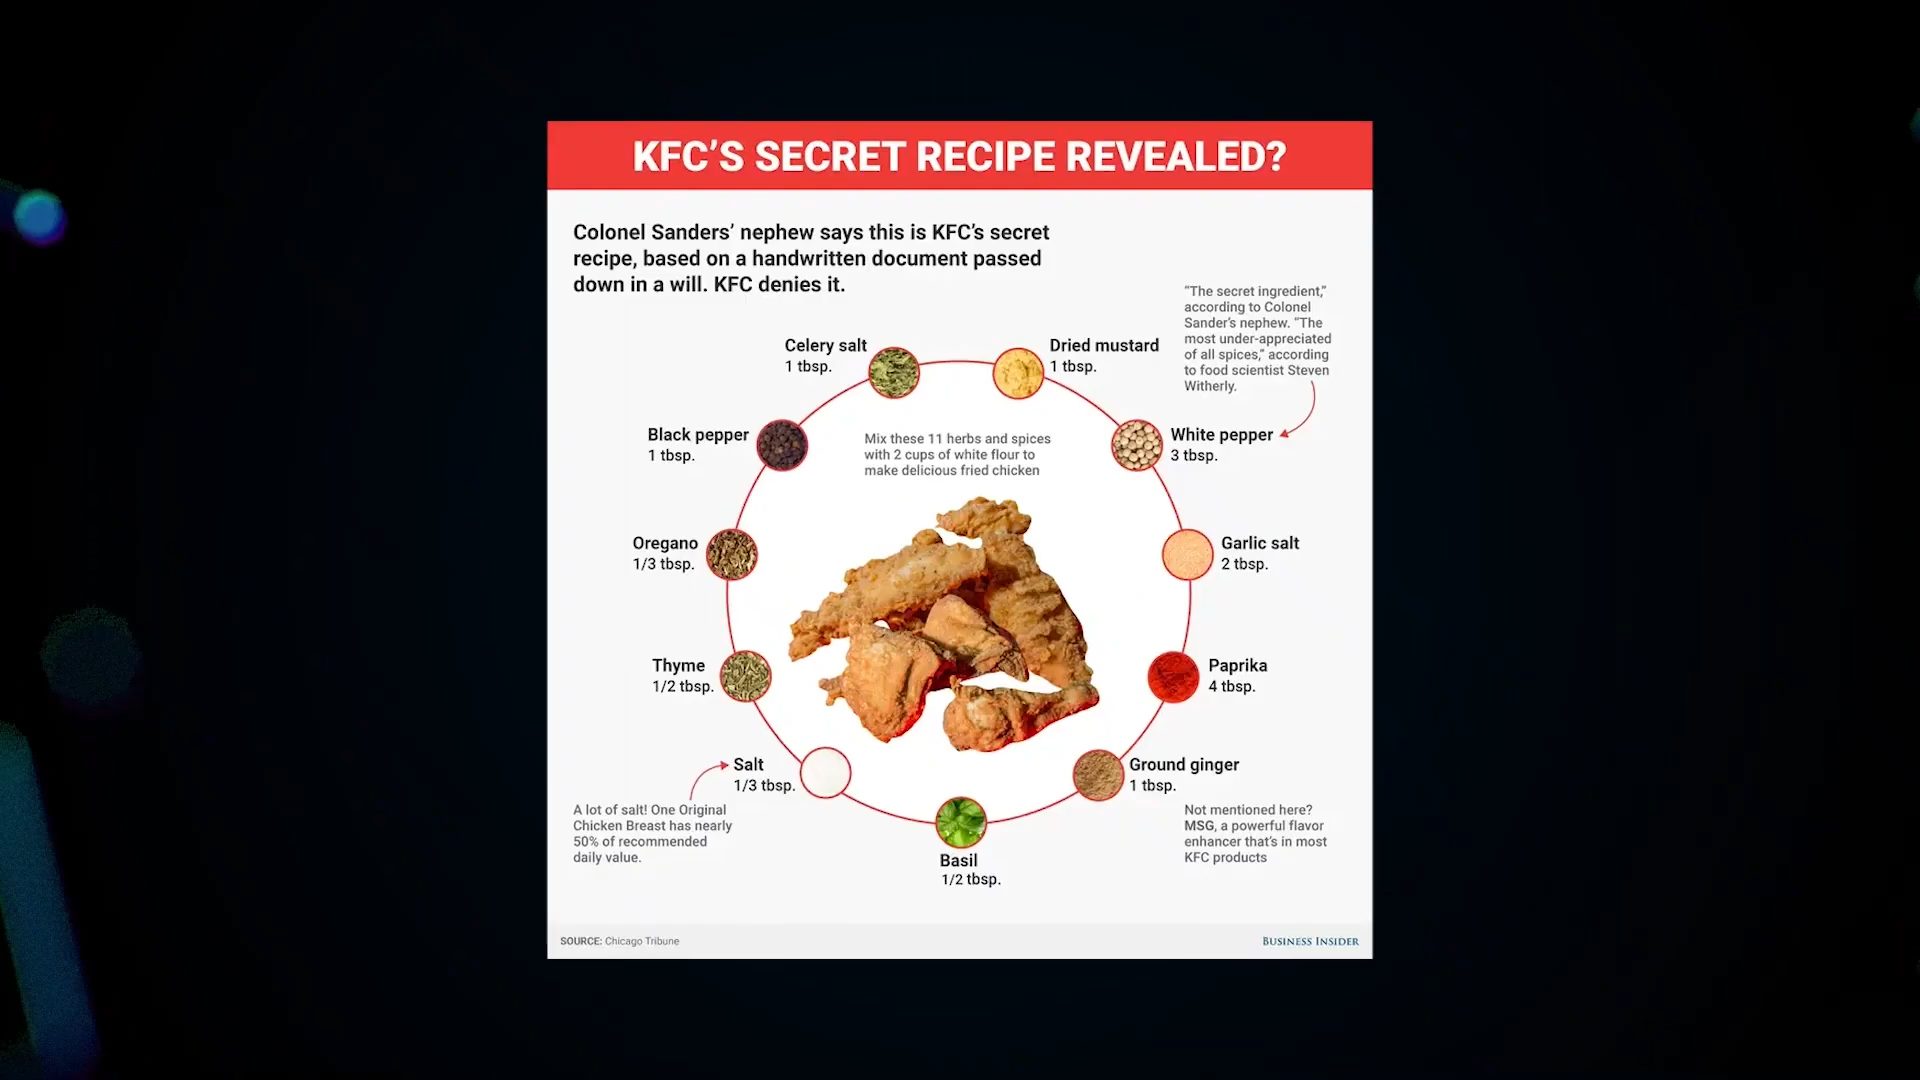 KFC'S SECRET RECIPE REVEALED?
Colonel Sanders' nephew says this is KFC's secret
recipe, based on a handwritten document passed
down in a will. KFC denies it.
"The secret ingredient,"
according to Colonel
Sander's nephew. "The
most under-appreciated
of all spices," according
to food scientist Steven
Witherly.
Celery salt
1 tbsp.
Dried mustard
1 tbsp.
Black pepper
1 tbsp.
Mix these 11 herbs and spices
with 2 cups of white flour to
make delicious fried chicken
White pepper
3 tbsp.
Oregano
1/3 tbsp.
Garlic salt
2 tbsp.
Thyme
1/2 tbsp.
Paprika
4 tbsp.
Salt
1/3 tbsp.
Ground ginger
1 tbsp.
A lot of salt! One Original
Chicken Breast has nearly
50% of recommended
daily value.
Not mentioned here?
MSG, a powerful flavor
enhancer that's in most
KFC products
Basil
1/2 tbsp.
SOURCE: Chicago Tribune
BUSINESS INSIDER